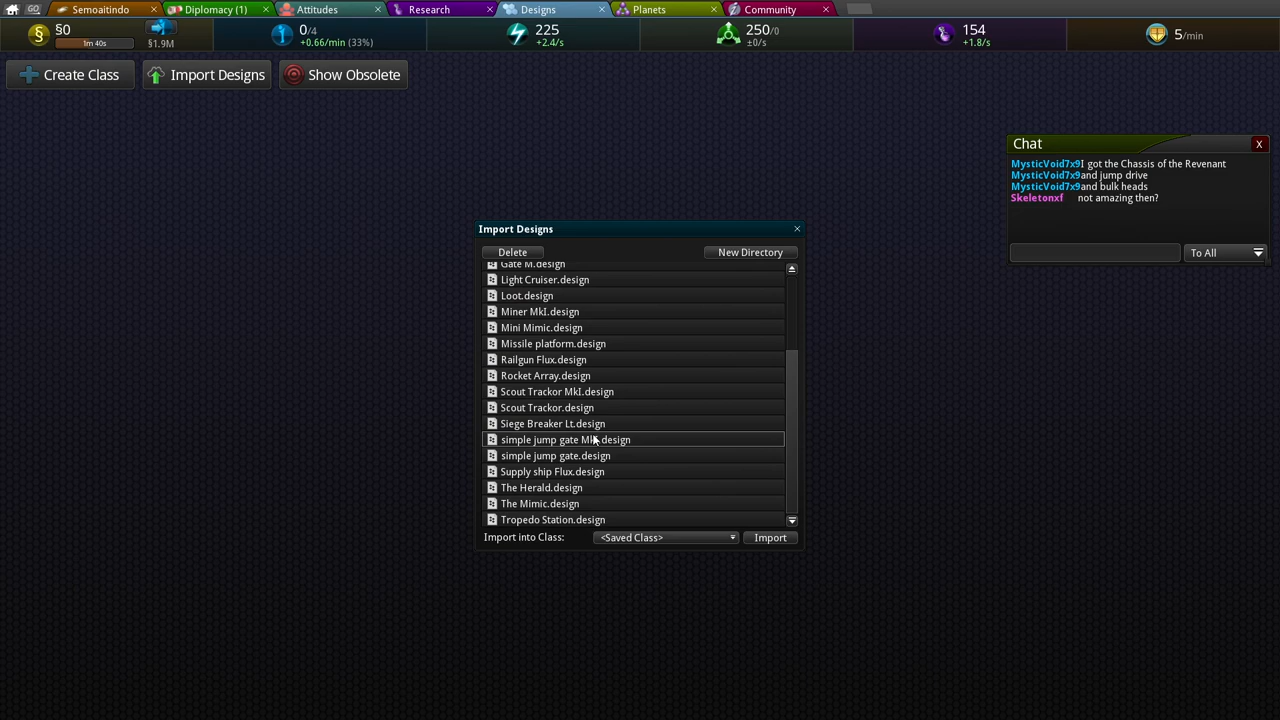 GO Semoaitindo × Diplomacy (1) × Attitudes × Research × Designs × Planets × Community ×
§ §0 §1.9M 0/4 225 250/0 154 5/min
1m 40s +0.66/min (33%) +2.4/s ±0/s +1.8/s
Create Class Import Designs Show Obsolete
Chat X
MysticVoid7x9I got the Chassis of the Revenant
MysticVoid7x9and jump drive
MysticVoid7x9and bulk heads
Skeletonxf not amazing then?
To All
Import Designs ×
Delete New Directory
Gate M.design
Light Cruiser.design
Loot.design
Miner MkI.design
Mini Mimic.design
Missile platform.design
Railgun Flux.design
Rocket Array.design
Scout Trackor MkI.design
Scout Trackor.design
Siege Breaker Lt.design
simple jump gate .design
simple jump gate.design
Supply ship Flux.design
The Herald.design
The Mimic.design
Tropedo Station.design
Import into Class: <Saved Class> Import